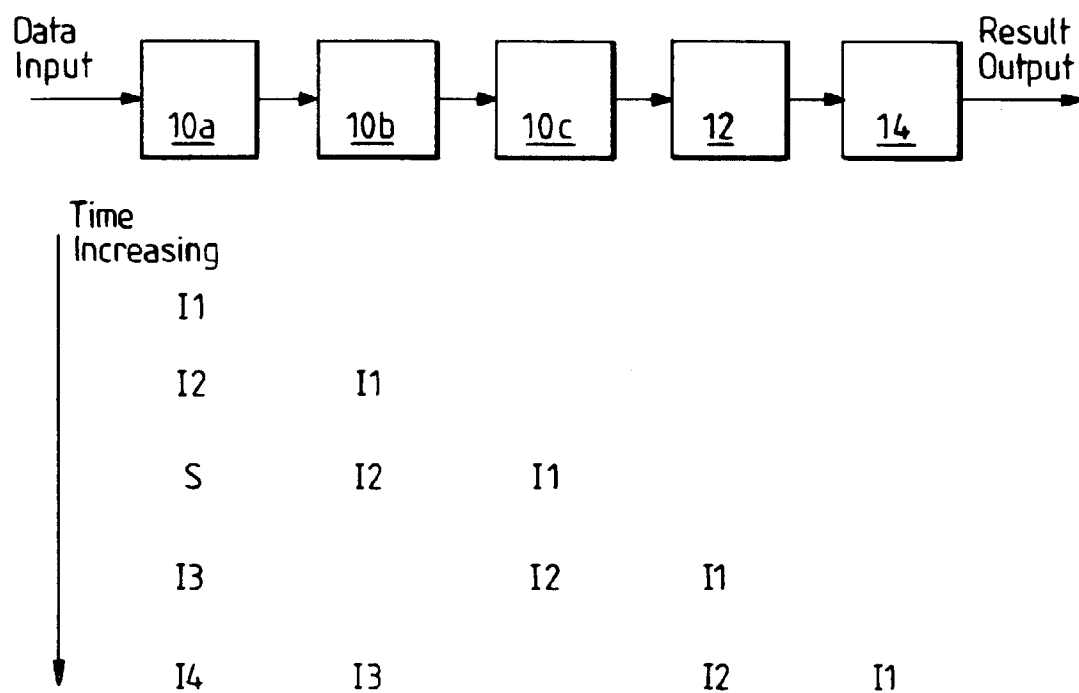 Data
Input
Result
Output
10a 10b 10c 12 14
Time
Increasing
I1
I2 I1
S I2 I1
I3 I2 I1
I4 I3 I2 I1